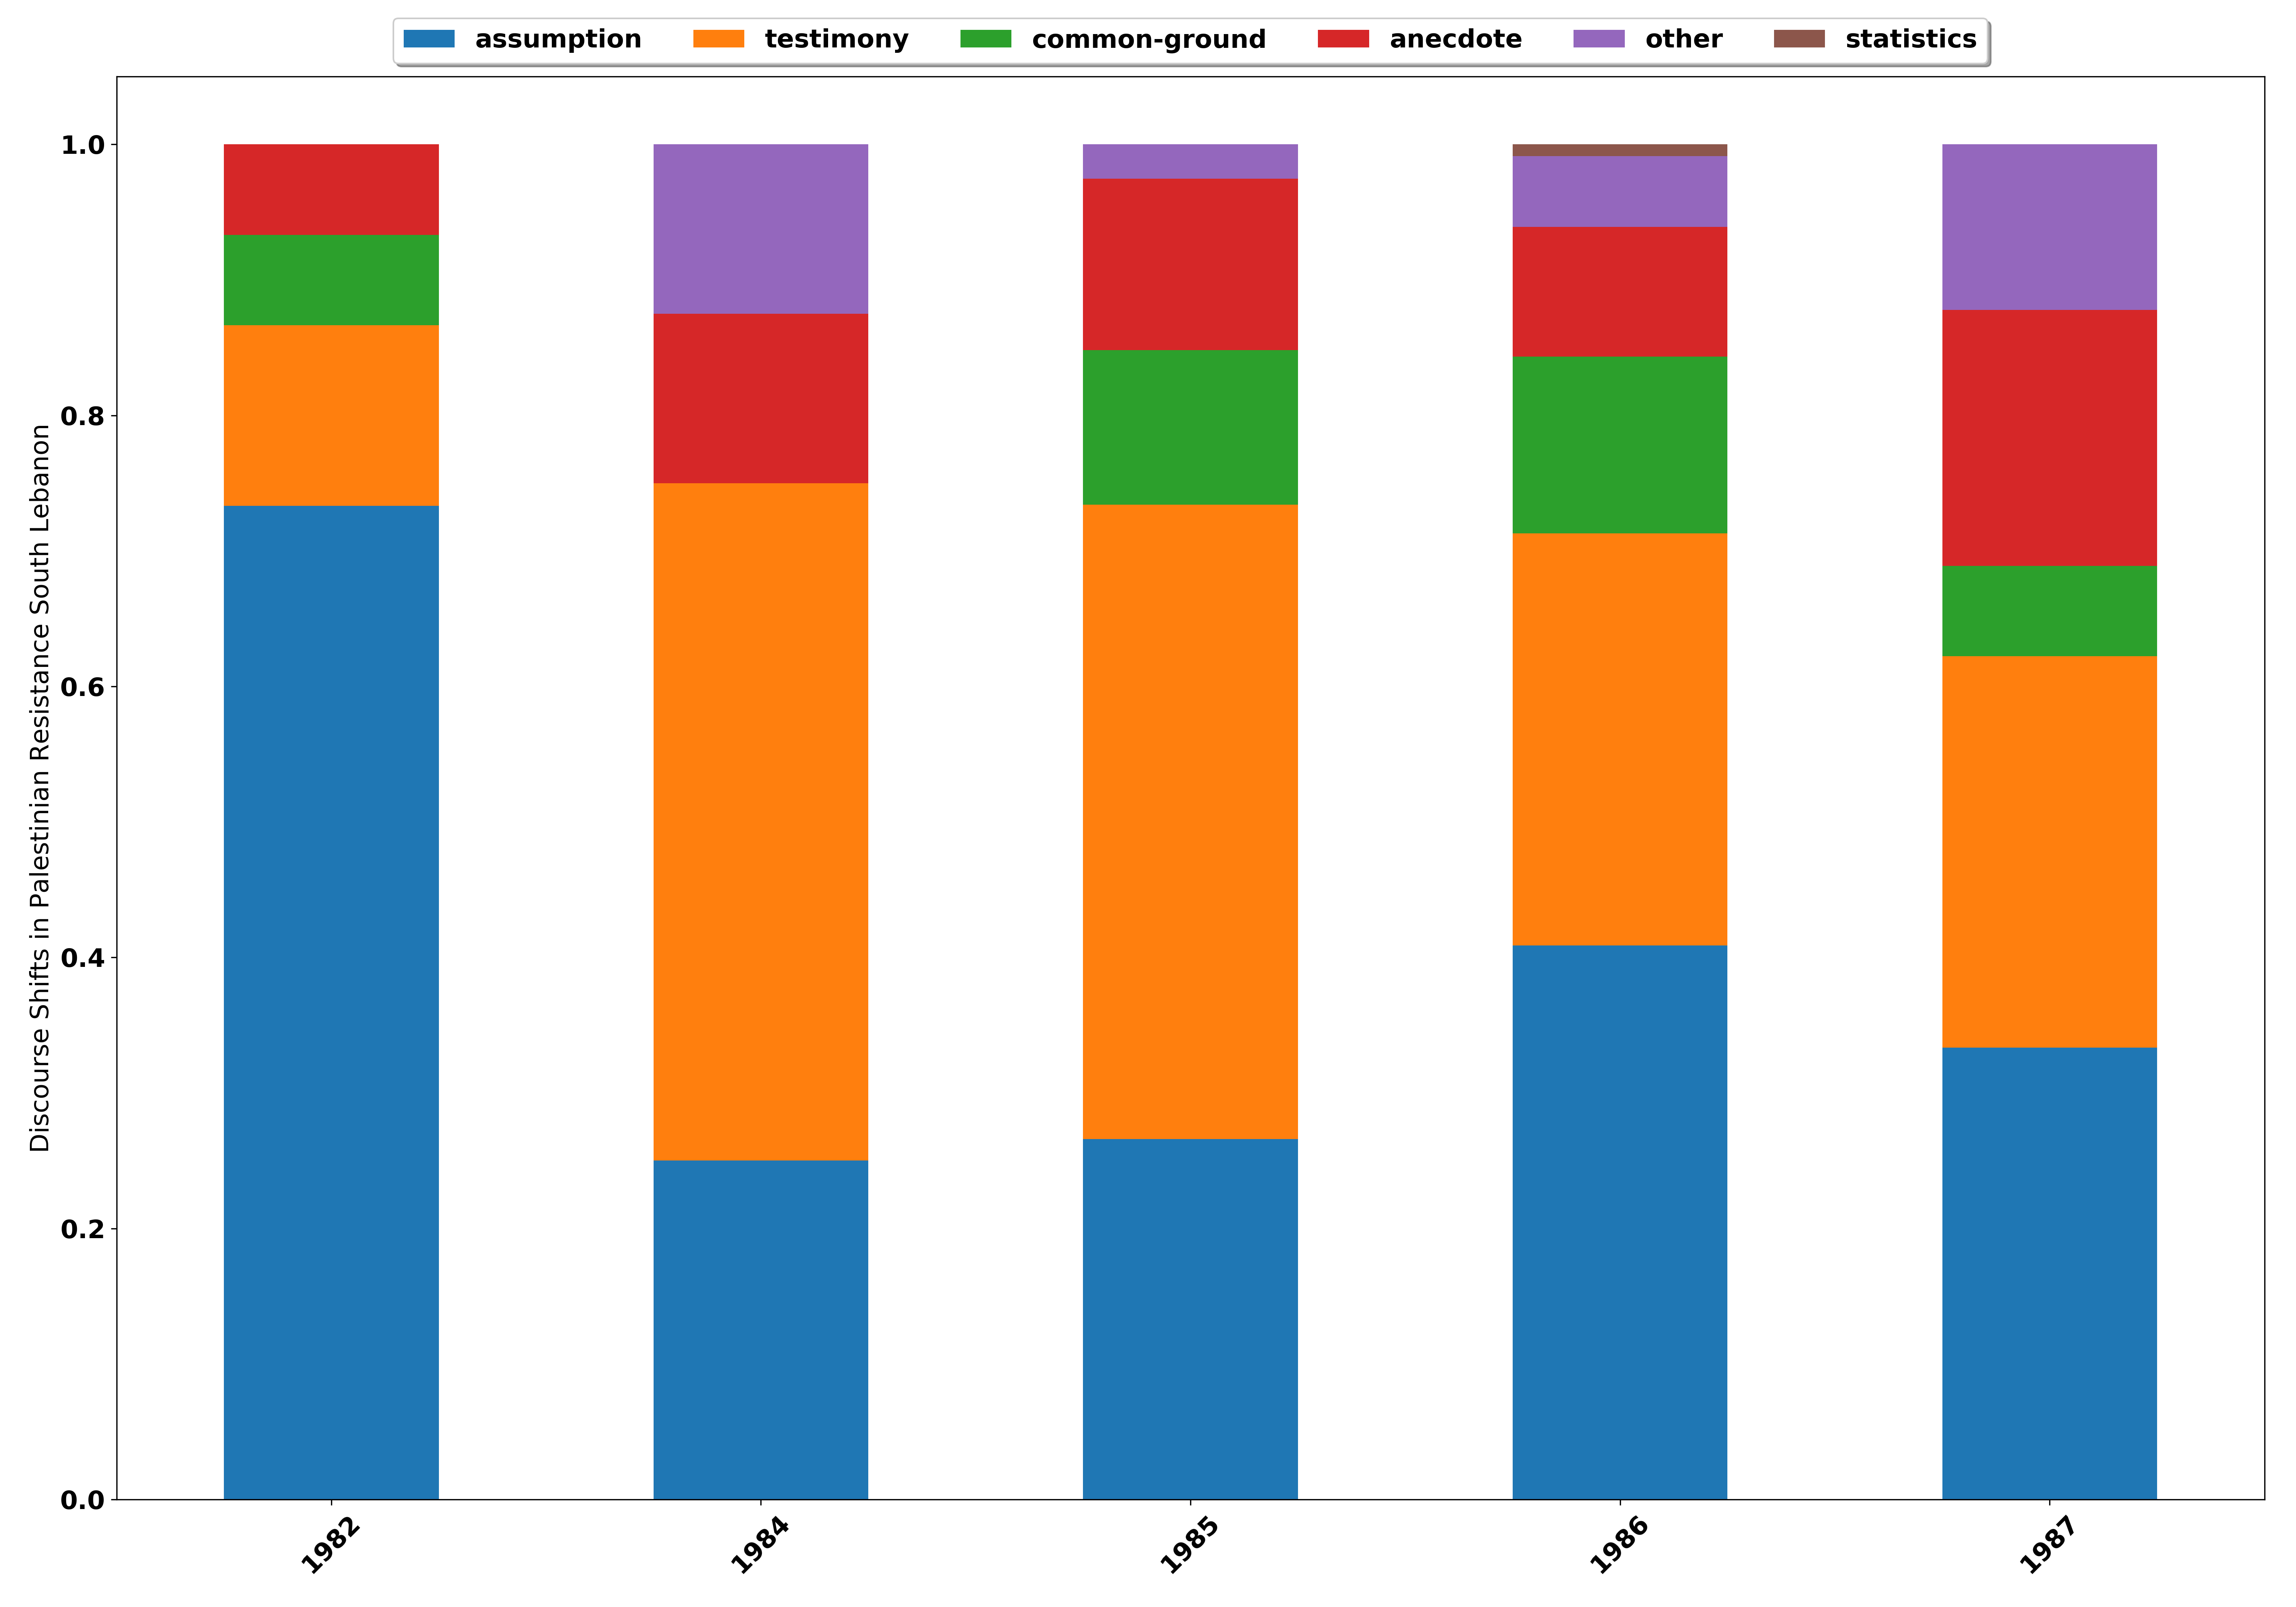 assumption testimony common-ground anecdote other statistics
Discourse Shifts in Palestinian Resistance South Lebanon
1.0
0.8
0.6
0.4
0.2
0.0
1982 1984 1985 1986 1987